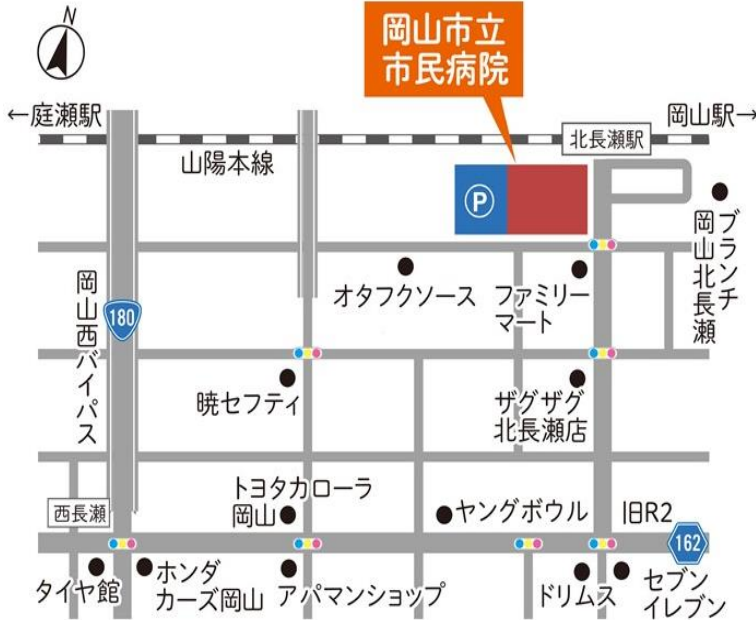 N
岡山市立
市民病院
←庭瀬駅
岡山駅→
北長瀬駅
山陽本線
P
ブランチ
岡山北長瀬
オタフクソース
ファミリー
マート
岡山西バイパス
180
暁セフティ
ザグザグ
北長瀬店
トヨタカローラ
岡山
西長瀬
ヤングボウル
旧R2
162
タイヤ館
ホンダ
カーズ岡山
アパマンショップ
ドリムス
セブン
イレブン